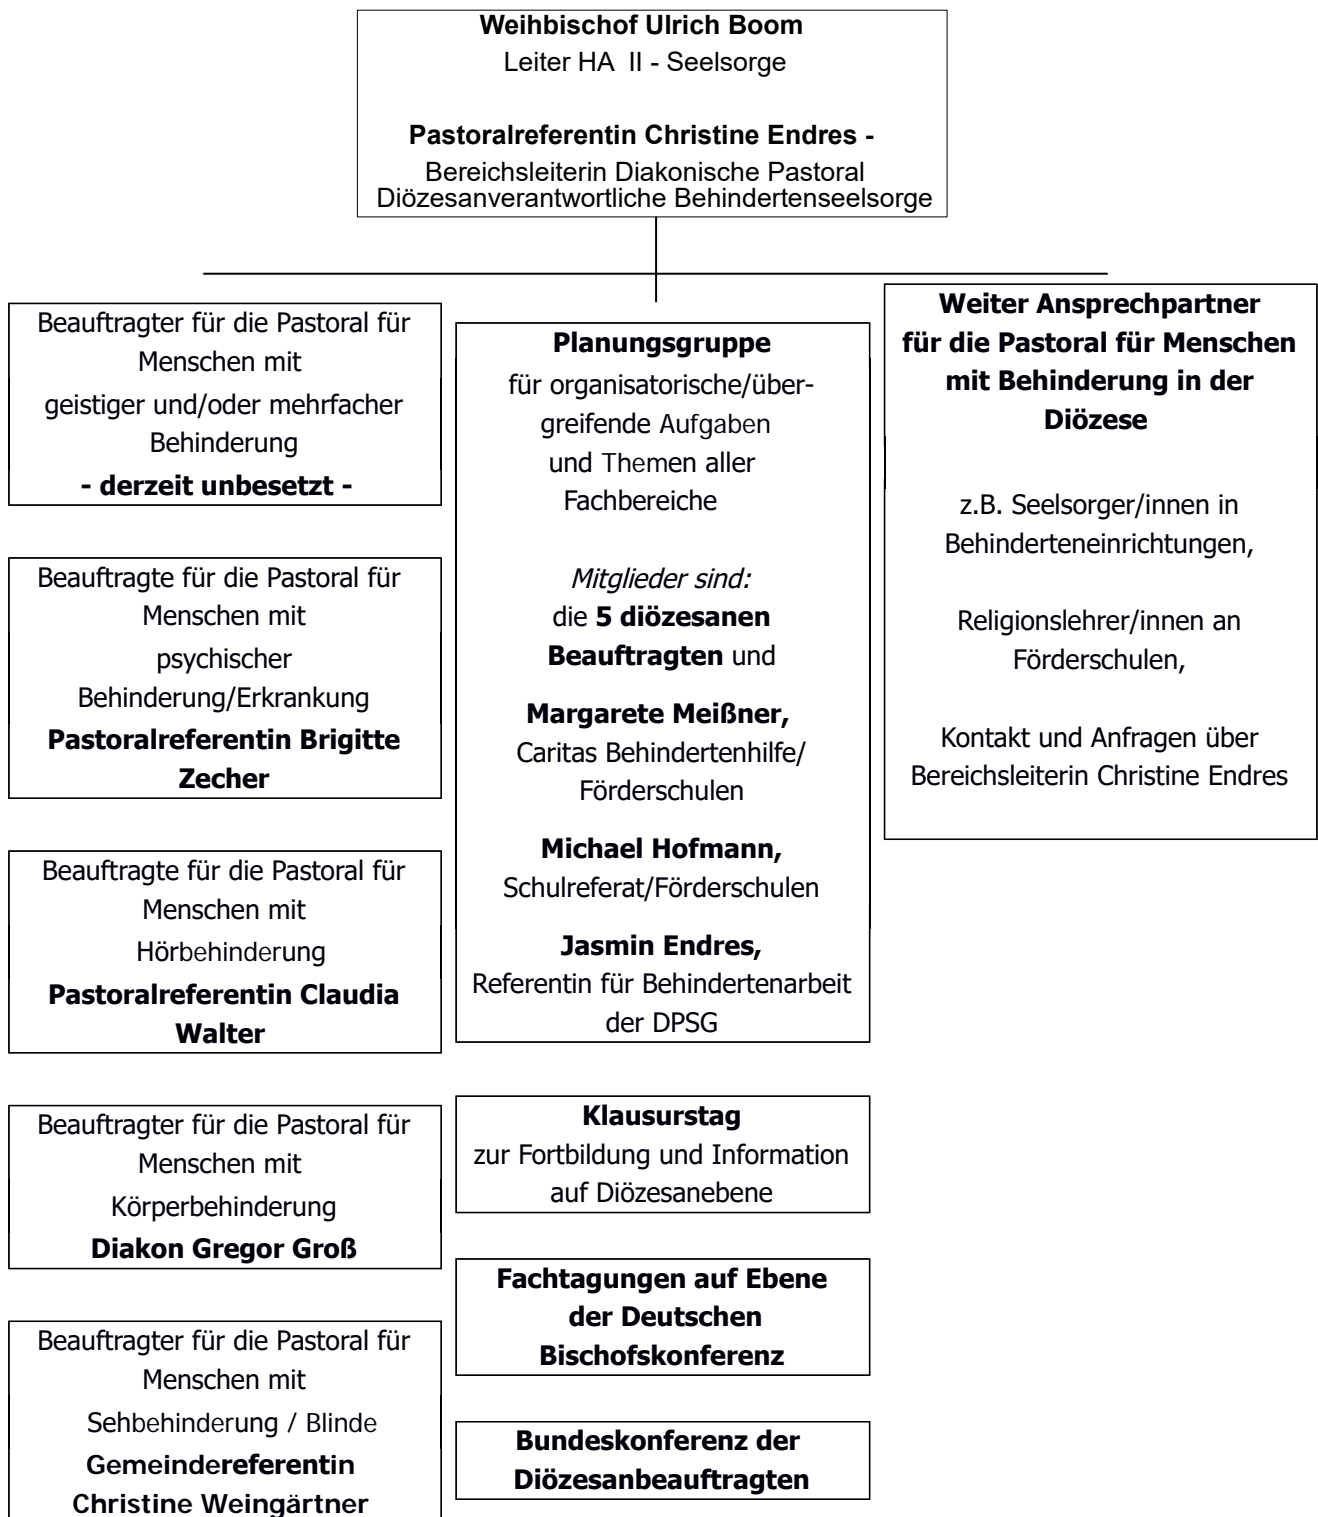 Weihbischof Ulrich Boom
Leiter HA II - Seelsorge
Pastoralreferentin Christine Endres -
Bereichsleiterin Diakonische Pastoral
Diözesanverantwortliche Behindertenseelsorge
Beauftragter für die Pastoral für
Menschen mit
geistiger und/oder mehrfacher
Behinderung
- derzeit unbesetzt -
Beauftragte für die Pastoral für
Menschen mit
psychischer
Behinderung/Erkrankung
Pastoralreferentin Brigitte
Zecher
Beauftragte für die Pastoral für
Menschen mit
Hörbehinderung
Pastoralreferentin Claudia
Walter
Beauftragter für die Pastoral für
Menschen mit
Körperbehinderung
Diakon Gregor Groß
Beauftragter für die Pastoral für
Menschen mit
Sehbehinderung / Blinde
Gemeindereferentin
Christine Weingärtner
Planungsgruppe
für organisatorische/über-
greifende Aufgaben
und Themen aller
Fachbereiche
Mitglieder sind:
die 5 diözesanen
Beauftragten und
Margarete Meißner,
Caritas Behindertenhilfe/
Förderschulen
Michael Hofmann,
Schulreferat/Förderschulen
Jasmin Endres,
Referentin für Behindertenarbeit
der DPSG
Klausurstag
zur Fortbildung und Information
auf Diözesanebene
Fachtagungen auf Ebene
der Deutschen
Bischofskonferenz
Bundeskonferenz der
Diözesanbeauftragten
Weiter Ansprechpartner
für die Pastoral für Menschen
mit Behinderung in der
Diözese
z.B. Seelsorger/innen in
Behinderteneinrichtungen,
Religionslehrer/innen an
Förderschulen,
Kontakt und Anfragen über
Bereichsleiterin Christine Endres